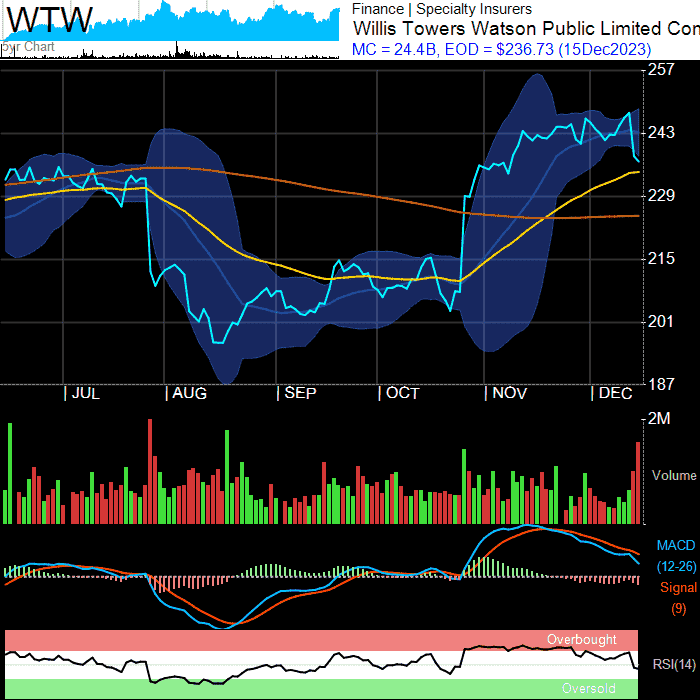 WTW
5yr Chart
Finance | Specialty Insurers
Willis Towers Watson Public Limited Con
MC = 24.4B, EOD = $236.73 (15Dec2023)
257
243
229
215
201
187
| JUL | AUG | SEP | OCT | NOV | DEC
2M
Volume
MACD
(12-26)
Signal
(9)
Overbought
RSI(14)
Oversold